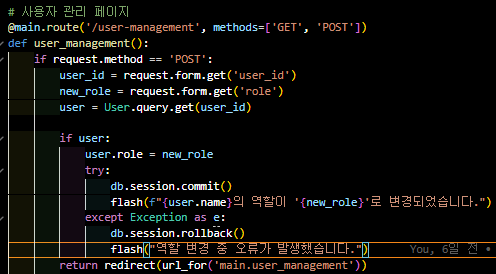 # 사용자 관리 페이지
@main.route('/user-management', methods=['GET', 'POST'])
def user_management():
    if request.method == 'POST':
        user_id = request.form.get('user_id')
        new_role = request.form.get('role')
        user = User.query.get(user_id)

        if user:
            user.role = new_role
            try:
                db.session.commit()
                flash(f"{user.name}의 역할이 '{new_role}'로 변경되었습니다.")
            except Exception as e:
                db.session.rollback()
                flash("역할 변경 중 오류가 발생했습니다.")    You, 6일 전 •
        return redirect(url_for('main.user_management'))